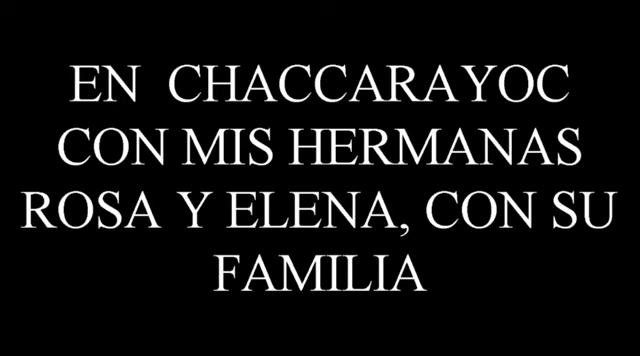 EN CHACCARAYOC
CON MIS HERMANAS
ROSA Y ELENA, CON SU
FAMILIA